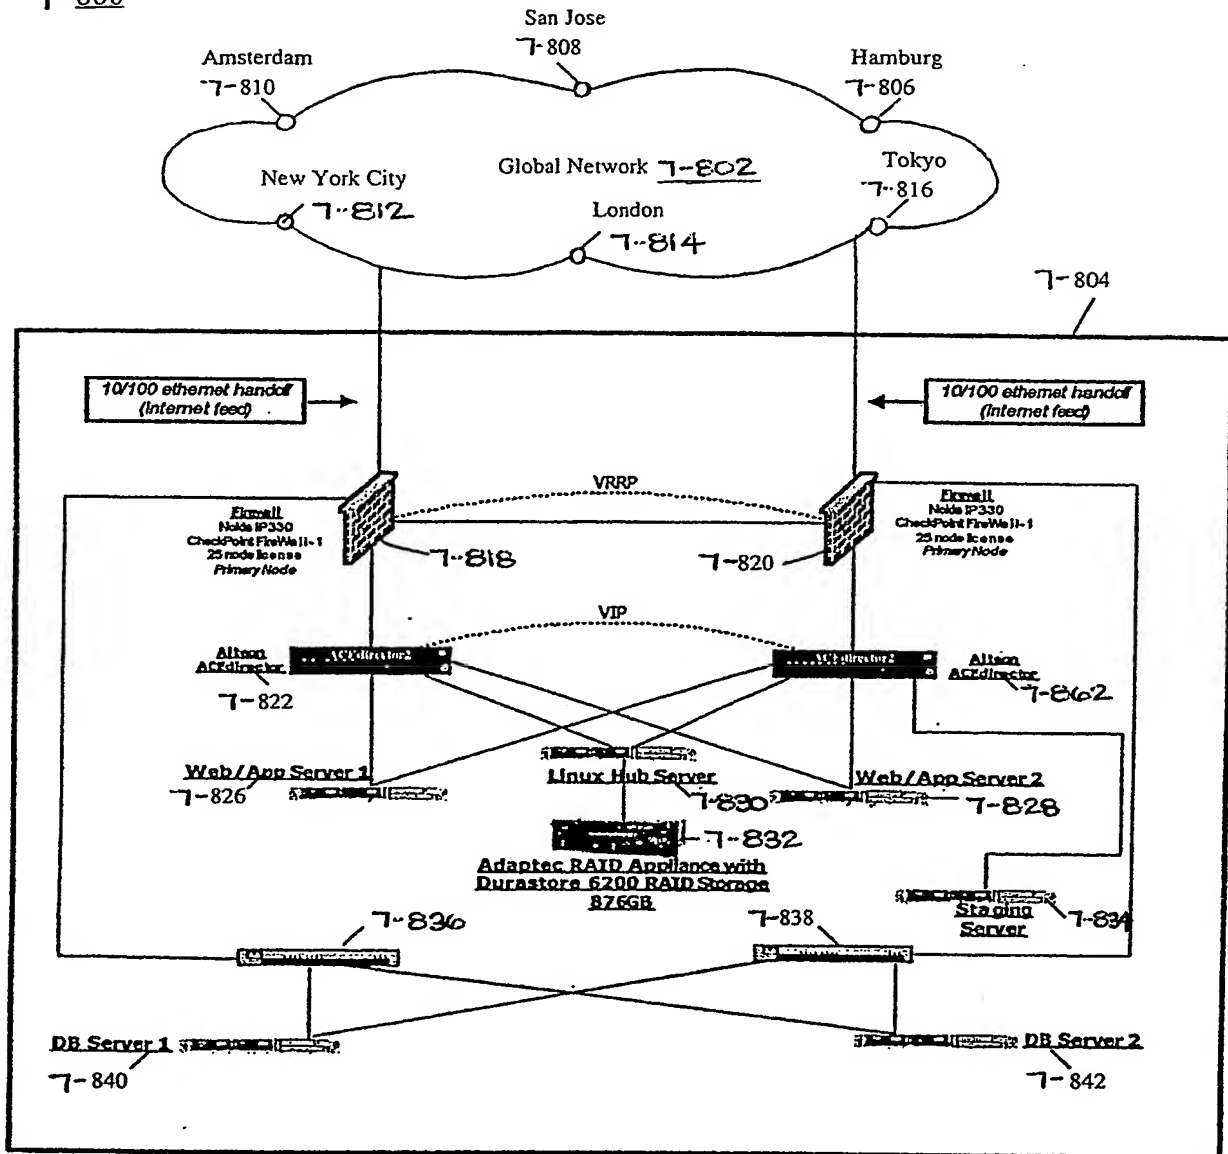 San Jose
7-808
Amsterdam
7-810
Hamburg
7-806
Global Network 7-802
Tokyo
7-816
New York City
7-812
London
7-814
7-804
10/100 ethernet handoff
(Internet feed)
10/100 ethernet handoff
(Internet feed)
VRRP
Firewall
Nokia IP330
CheckPoint FireWall-1
25 node license
Primary Node
7-818
7-820
Firewall
Nokia IP330
CheckPoint FireWall-1
25 node license
Primary Node
VIP
Alteon
ACEdirector
7-822
ACEdirector2
ACEdirector2
Alteon
ACEdirector
7-862
Web/App Server 1
7-826
Linux Hub Server
7-830
Web/App Server 2
7-828
7-832
Adaptec RAID Appliance with
Durastore 6200 RAID Storage
876GB
Staging
Server
7-834
7-836
7-838
DB Server 1
7-840
DB Server 2
7-842